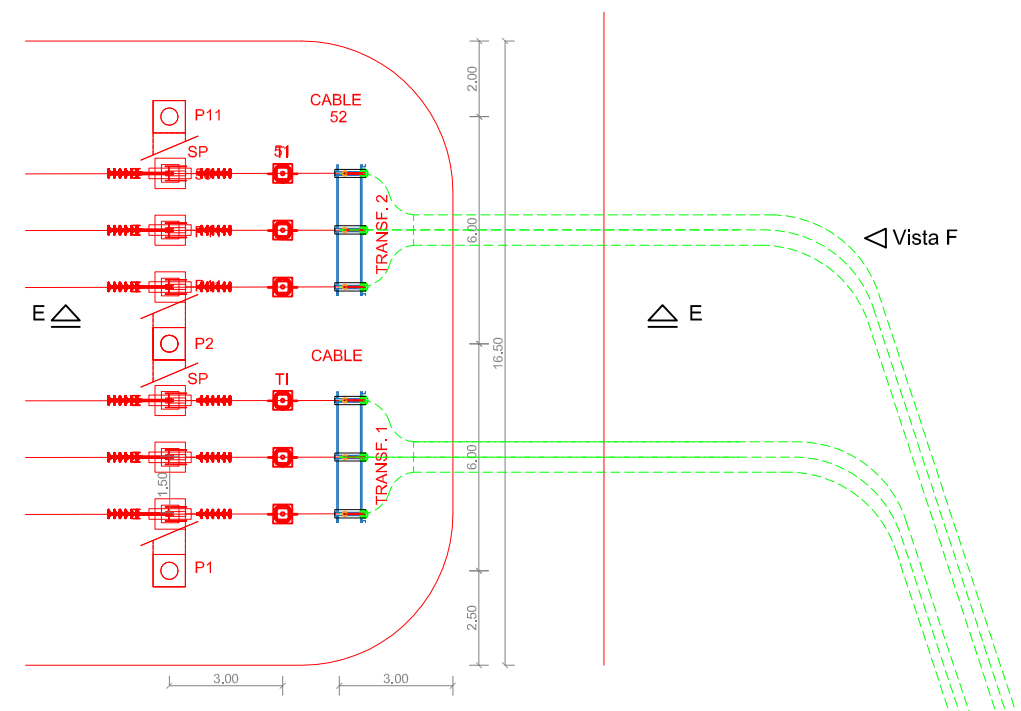 CABLE
52
P11
SP
TI
2.00
TRANSF. 2
6.00
Vista F
E
E
P2
CABLE
16.50
SP
TI
TRANSF. 1
6.00
1.50
P1
2.50
3.00
3.00